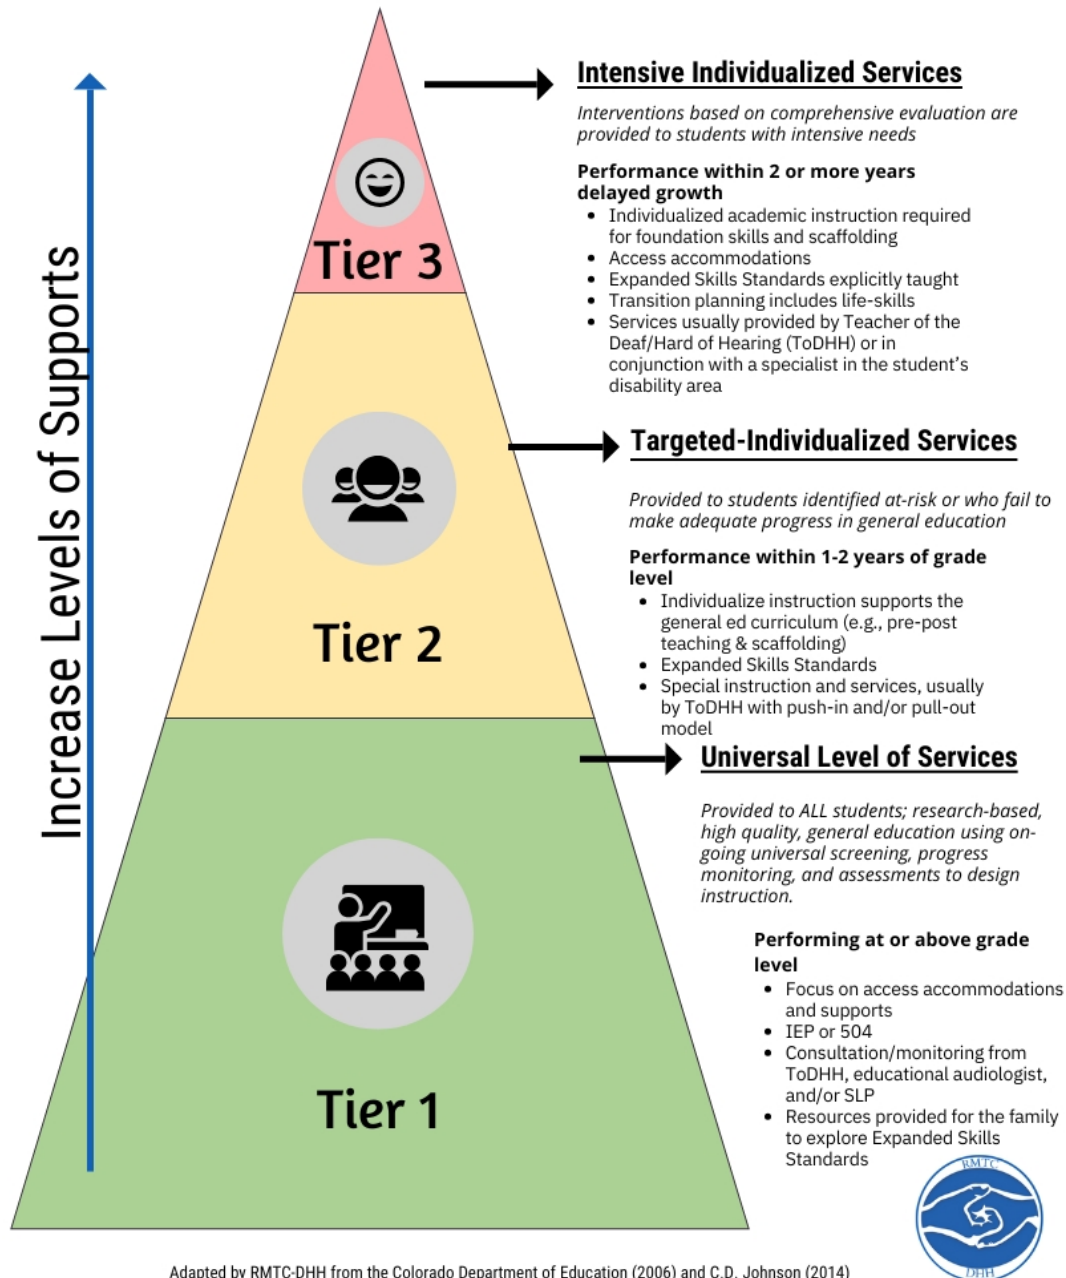 Increase Levels of Supports
Tier 3
Intensive Individualized Services
Interventions based on comprehensive evaluation are
provided to students with intensive needs
Performance within 2 or more years
delayed growth
• Individualized academic instruction required
for foundation skills and scaffolding
• Access accommodations
• Expanded Skills Standards explicitly taught
• Transition planning includes life-skills
• Services usually provided by Teacher of the
Deaf/Hard of Hearing (ToDHH) or in
conjunction with a specialist in the student's
disability area
Tier 2
Targeted-Individualized Services
Provided to students identified at-risk or who fail to
make adequate progress in general education
Performance within 1-2 years of grade
level
• Individualize instruction supports the
general ed curriculum (e.g., pre-post
teaching & scaffolding)
• Expanded Skills Standards
• Special instruction and services, usually
by ToDHH with push-in and/or pull-out
model
Tier 1
Universal Level of Services
Provided to ALL students; research-based,
high quality, general education using on-
going universal screening, progress
monitoring, and assessments to design
instruction.
Performing at or above grade
level
• Focus on access accommodations
and supports
• IEP or 504
• Consultation/monitoring from
ToDHH, educational audiologist,
and/or SLP
• Resources provided for the family
to explore Expanded Skills
Standards
RMTC
DHH
Adapted by RMTC-DHH from the Colorado Department of Education (2006) and C.D. Johnson (2014)